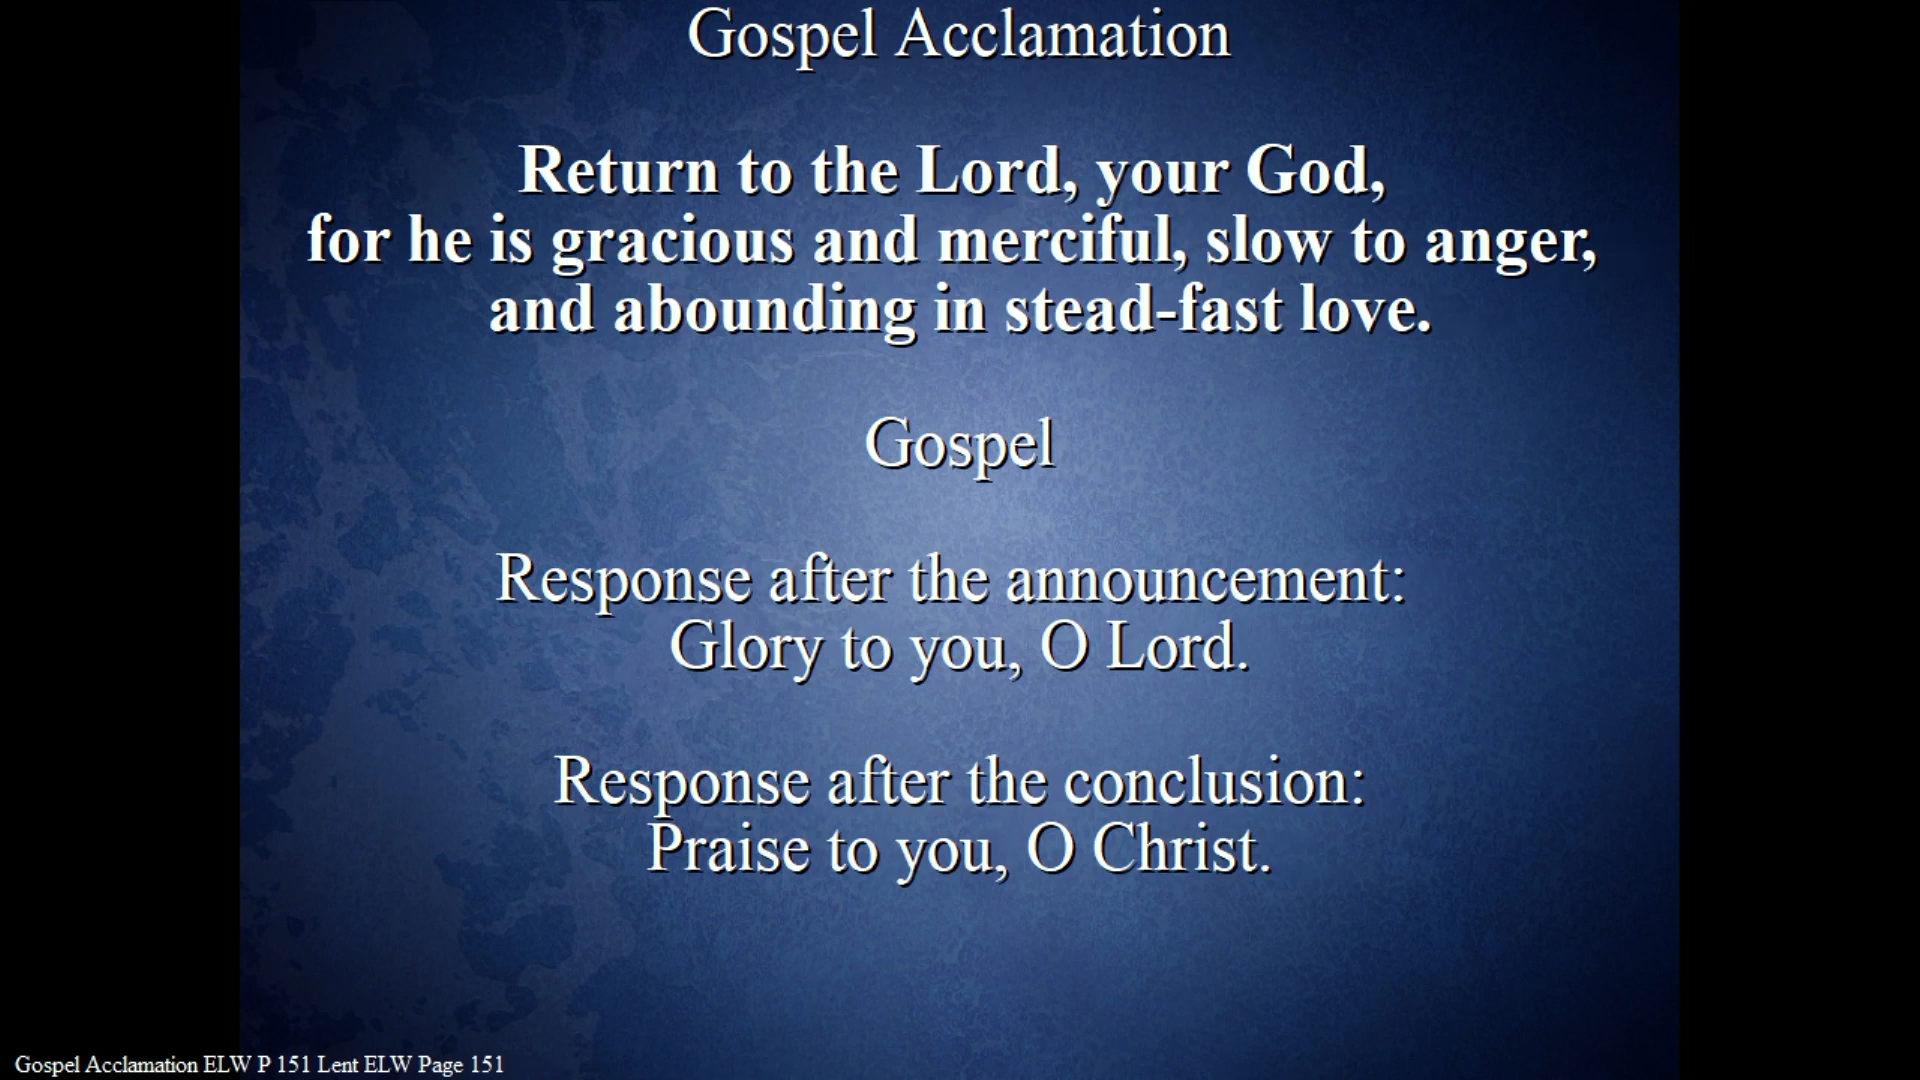 Gospel Acclamation
Return to the Lord, your God,
for he is gracious and merciful, slow to anger,
and abounding in stead-fast love.
Gospel
Response after the announcement:
Glory to you, O Lord.
Response after the conclusion:
Praise to you, O Christ.
Gospel Acclamation ELW P 151 Lent ELW Page 151